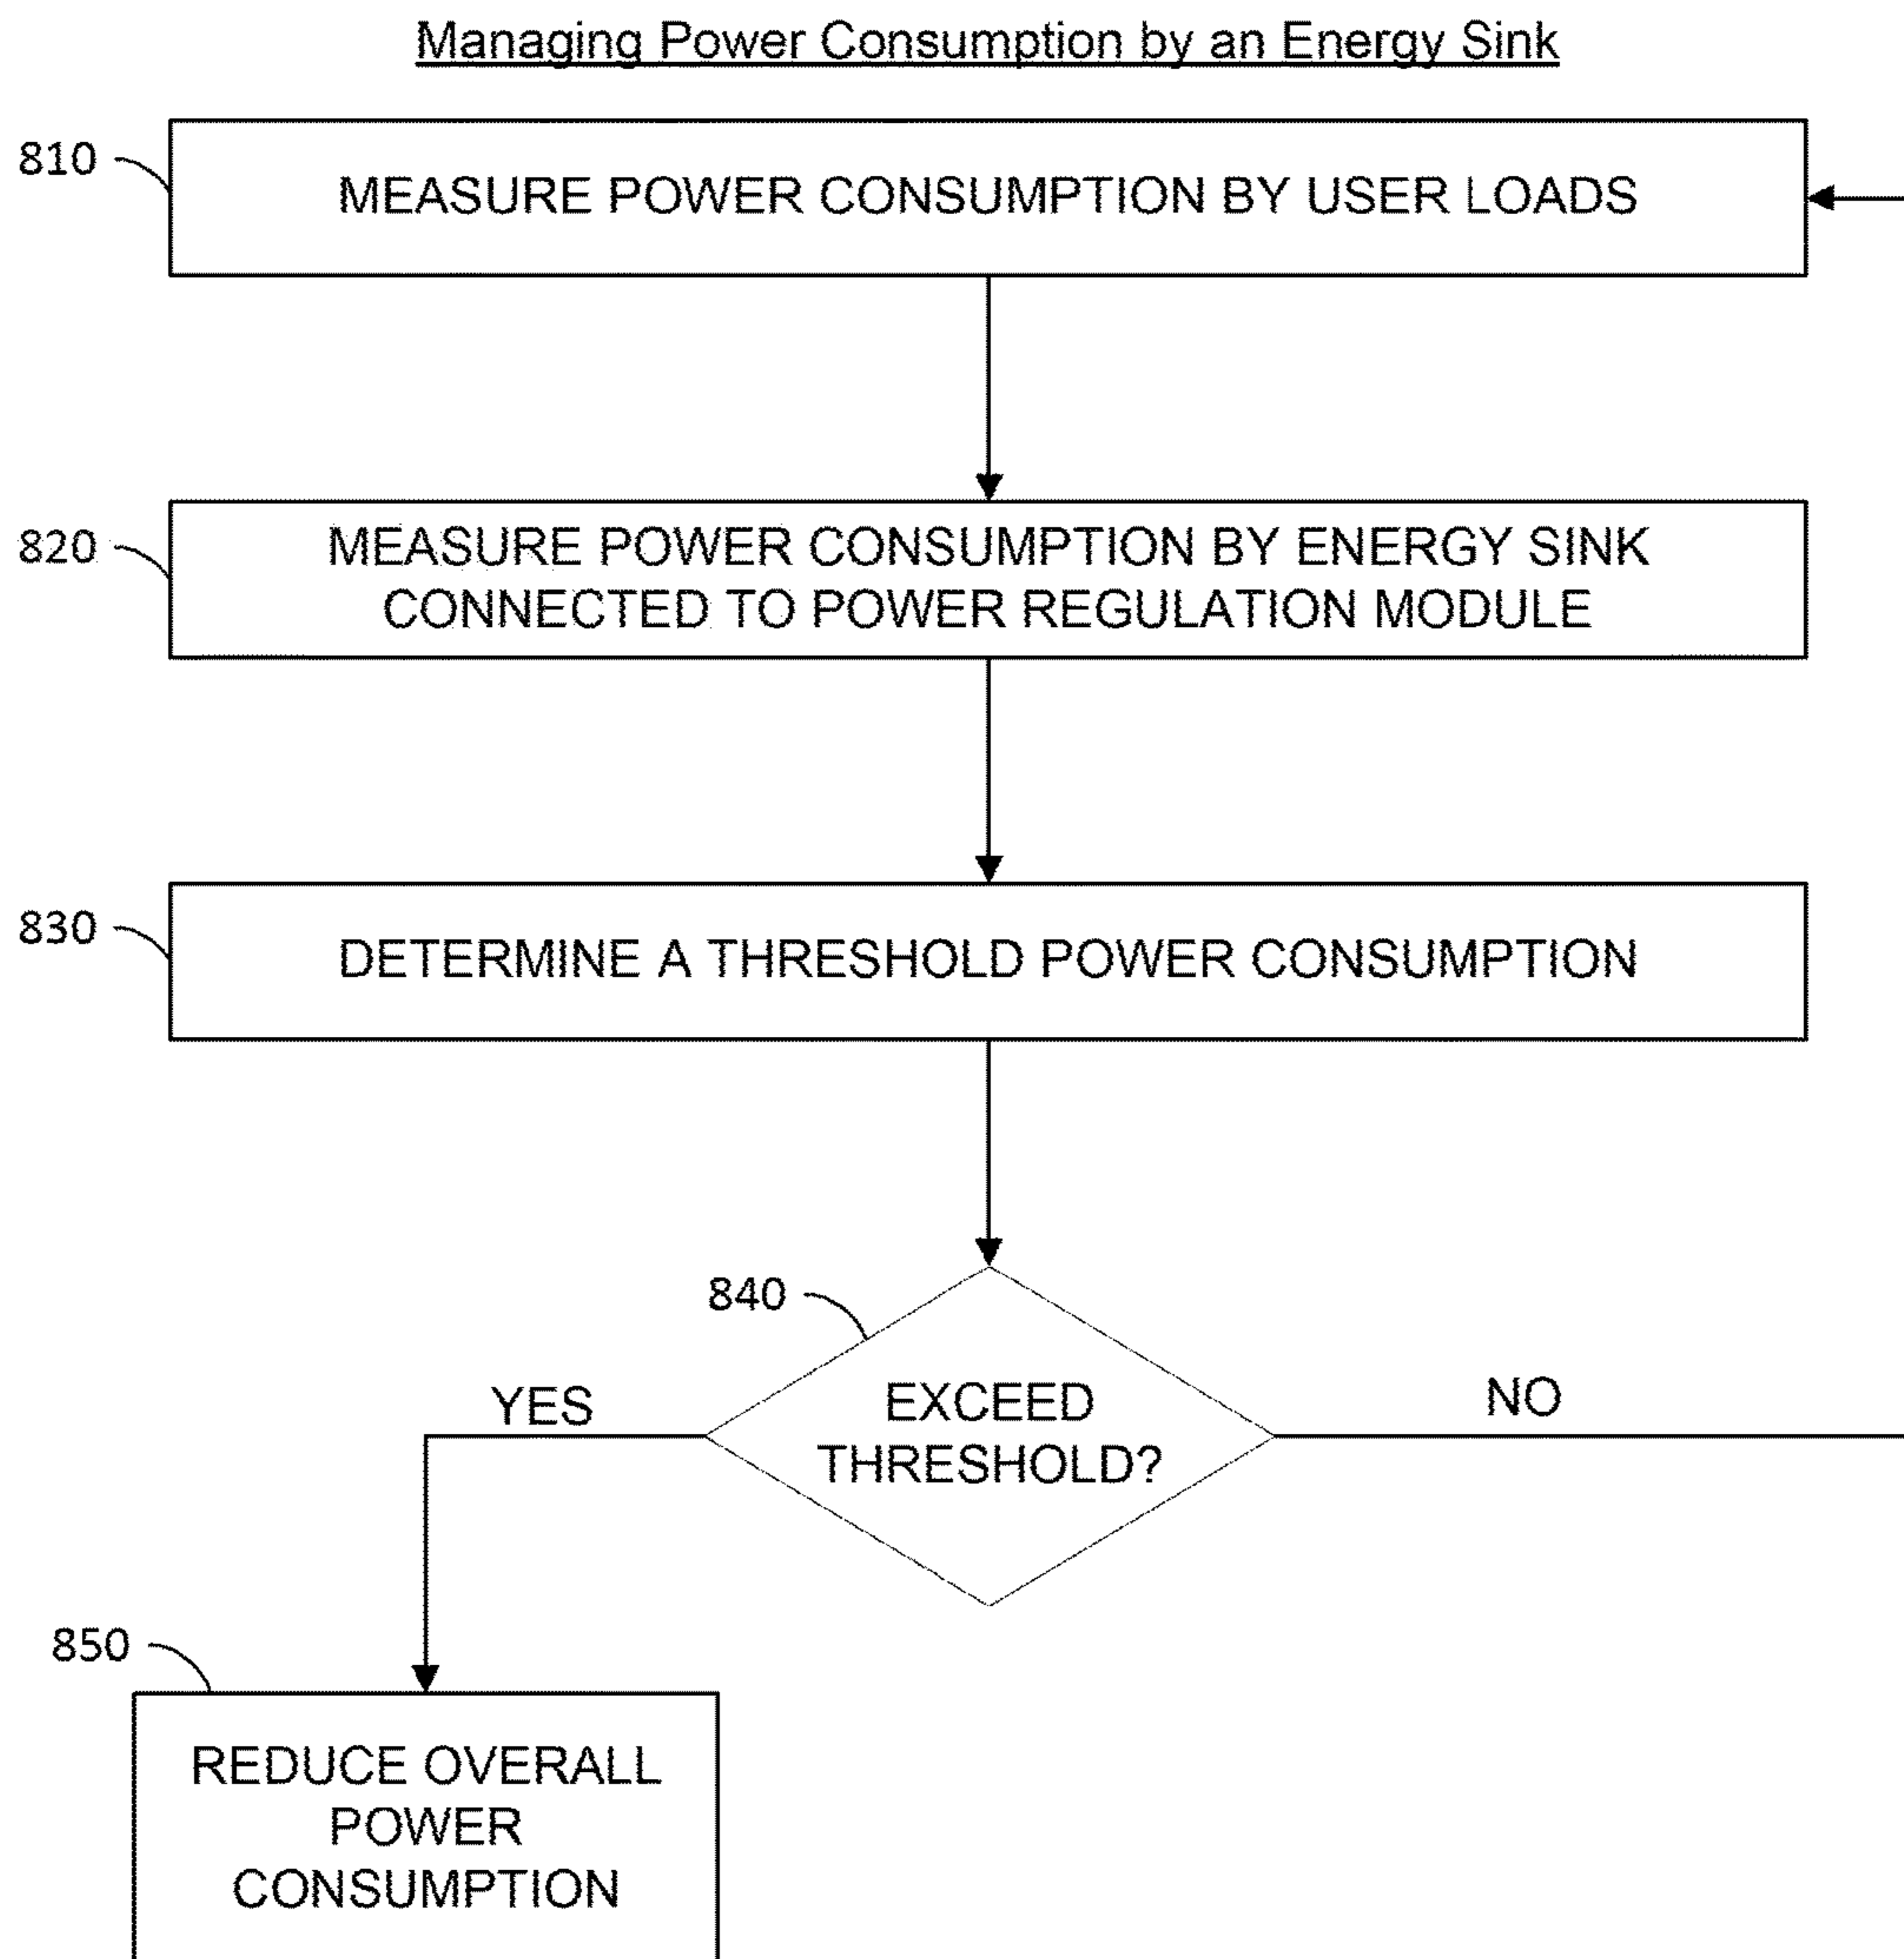 Managing Power Consumption by an Energy Sink
810
MEASURE POWER CONSUMPTION BY USER LOADS
820
MEASURE POWER CONSUMPTION BY ENERGY SINK
CONNECTED TO POWER REGULATION MODULE
830
DETERMINE A THRESHOLD POWER CONSUMPTION
840
EXCEED
THRESHOLD?
YES
NO
850
REDUCE OVERALL
POWER
CONSUMPTION